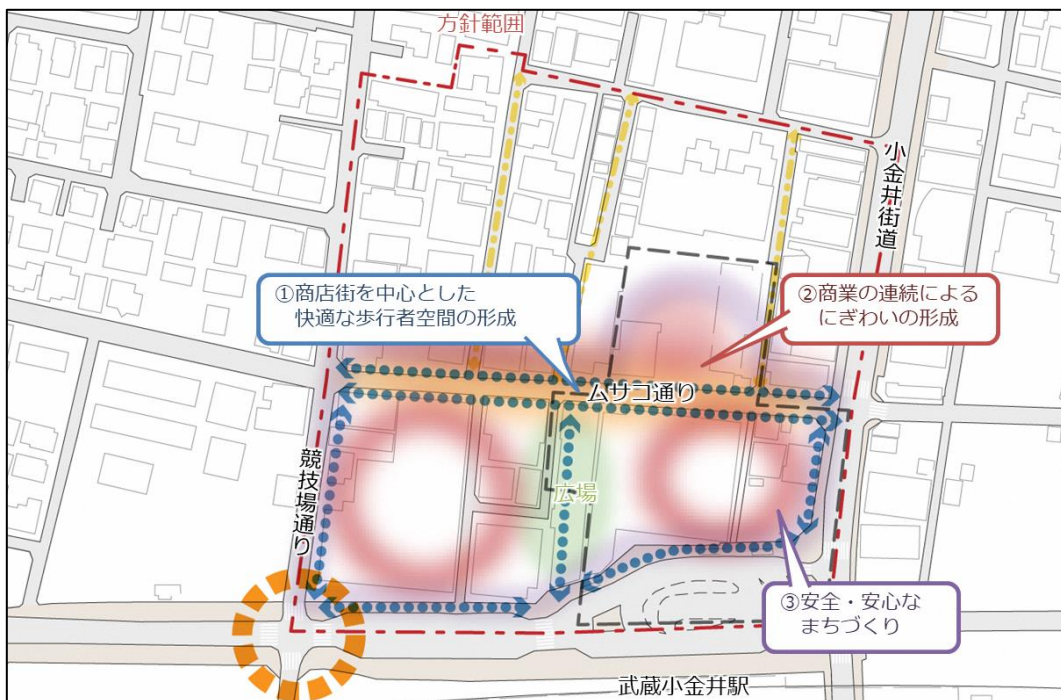 方針範囲
小金井街道
①商店街を中心とした
快適な歩行者空間の形成
②商業の連続による
にぎわいの形成
ムサコ通り
競技場通り
広場
③安全・安心な
まちづくり
武蔵小金井駅